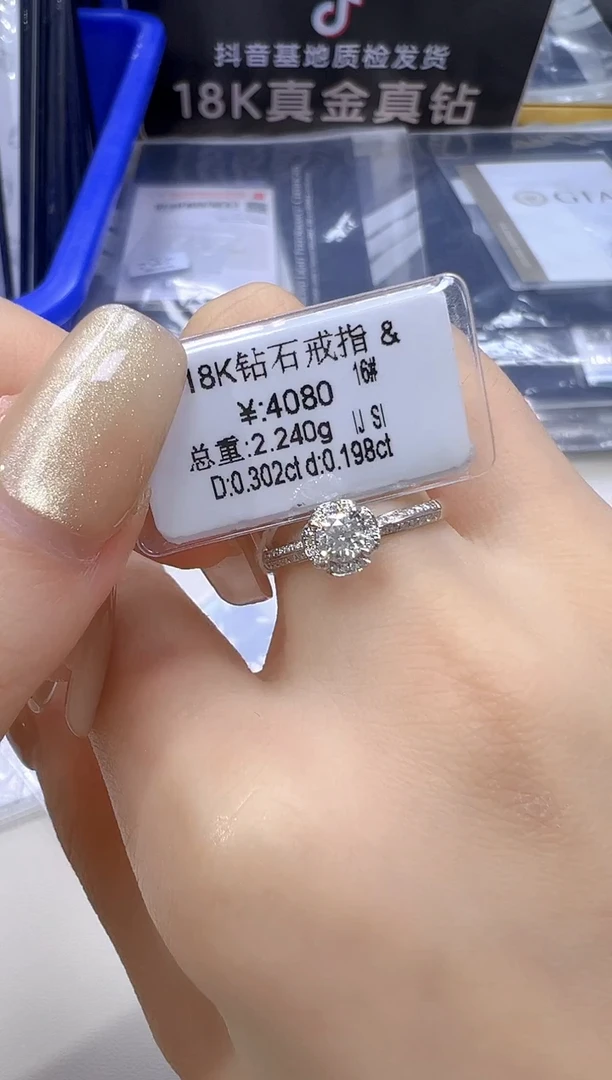 抖音基地质检发货
18K真金真钻
GIA
18K钻石戒指 &
16#
¥:4080
总重:2.240g IJ SI
D:0.302ct d:0.198ct